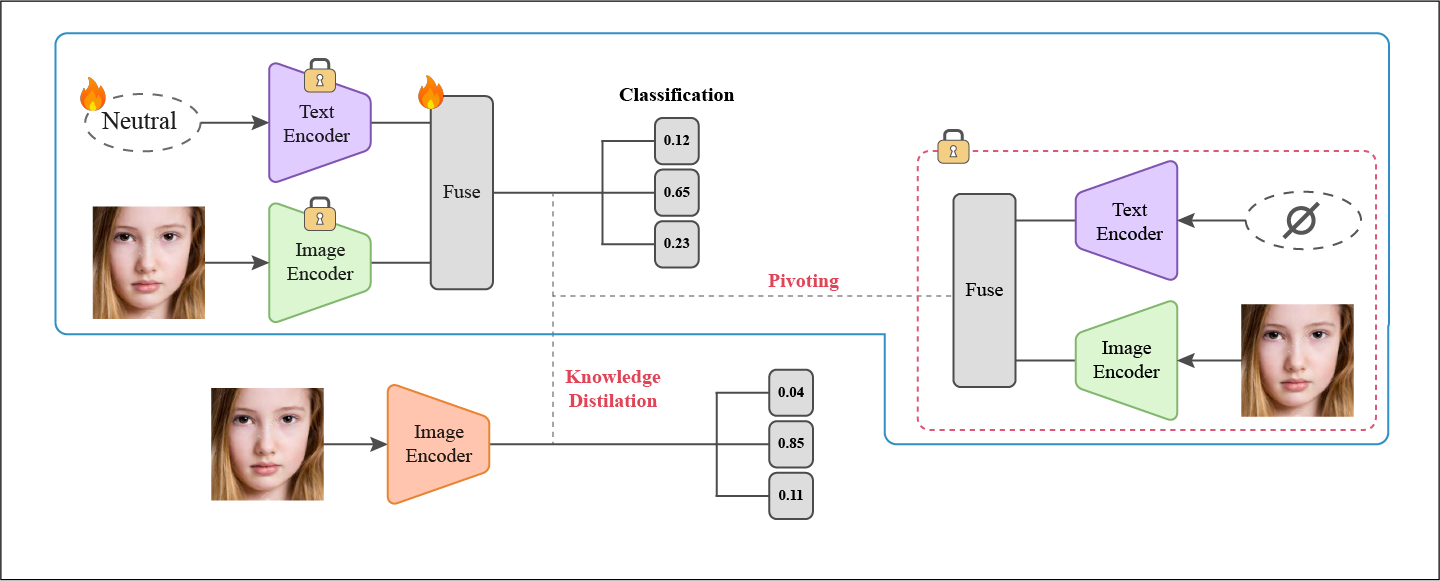 Neutral
Text
Encoder
Image
Encoder
Fuse
Classification
0.12
0.65
0.23
Pivoting
Fuse
Text
Encoder
Image
Encoder
Knowledge
Distilation
Image
Encoder
0.04
0.85
0.11